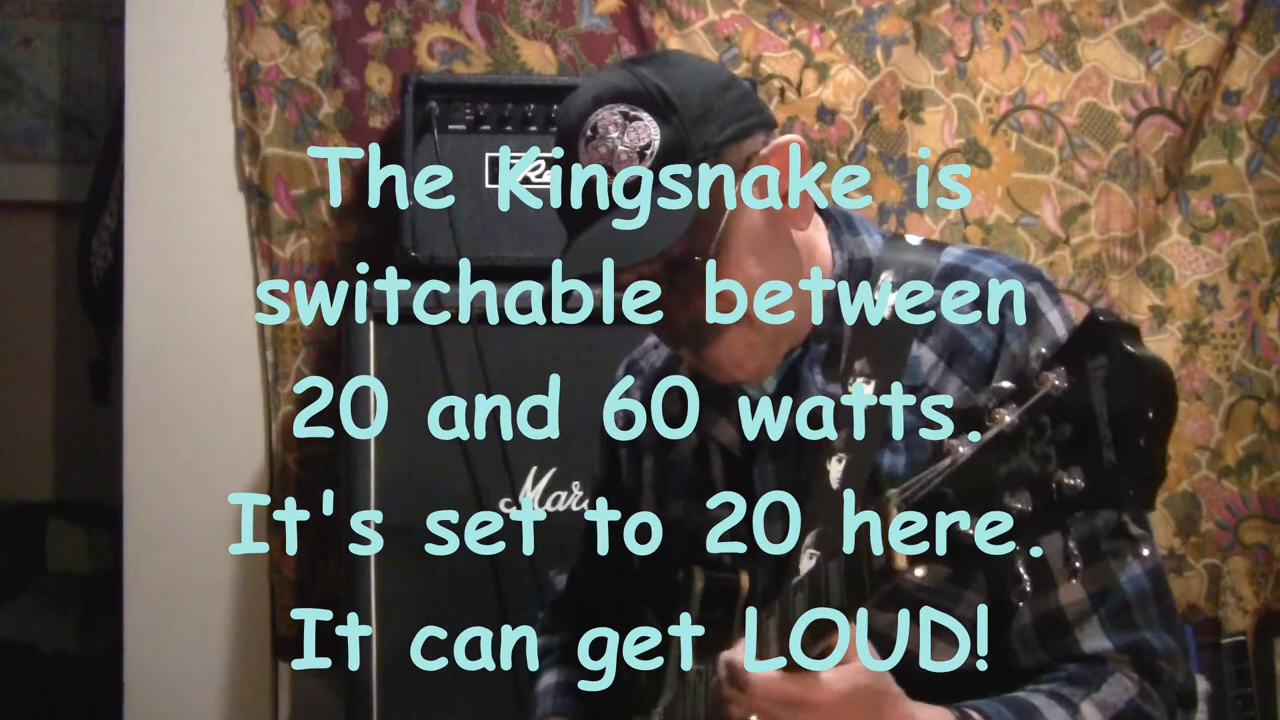 The Kingsnake is
switchable between
20 and 60 watts.
It's set to 20 here.
It can get LOUD!